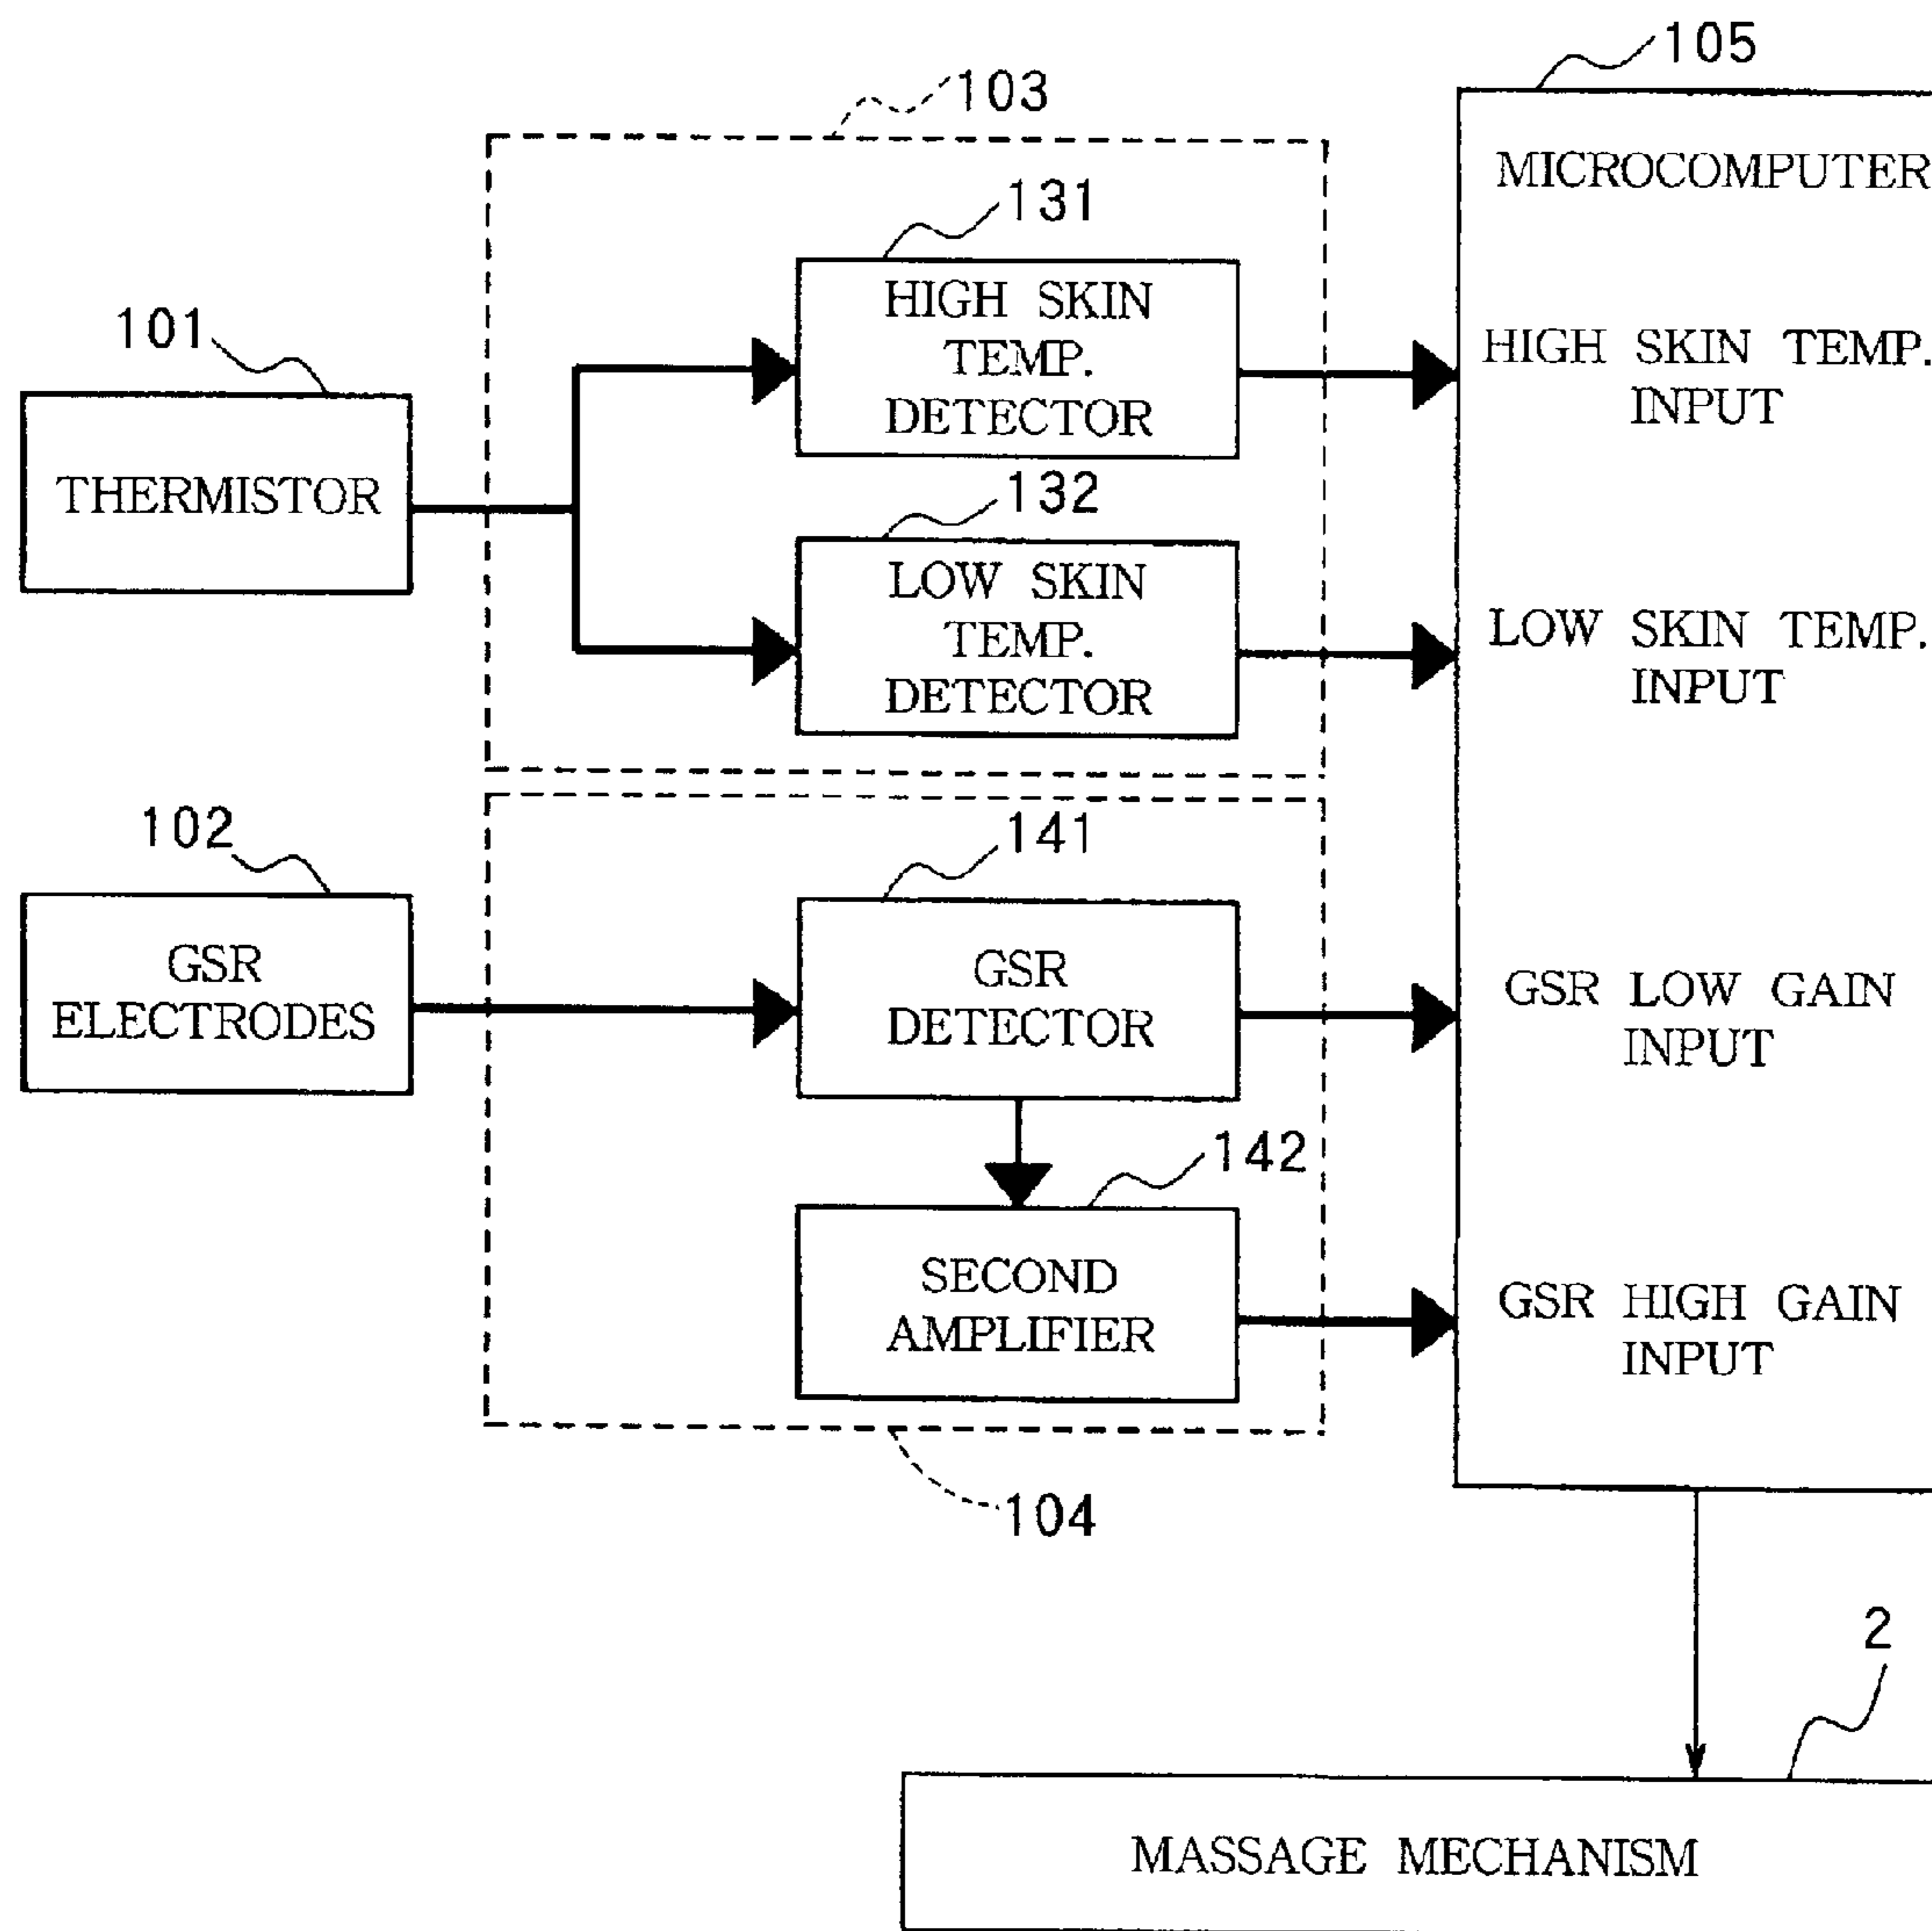 105
103
MICROCOMPUTER
131
HIGH SKIN
TEMP.
DETECTOR
101
HIGH SKIN TEMP.
INPUT
THERMISTOR
132
LOW SKIN
TEMP.
DETECTOR
LOW SKIN TEMP.
INPUT
102
141
GSR
ELECTRODES
GSR
DETECTOR
GSR LOW GAIN
INPUT
142
SECOND
AMPLIFIER
GSR HIGH GAIN
INPUT
104
2
MASSAGE MECHANISM